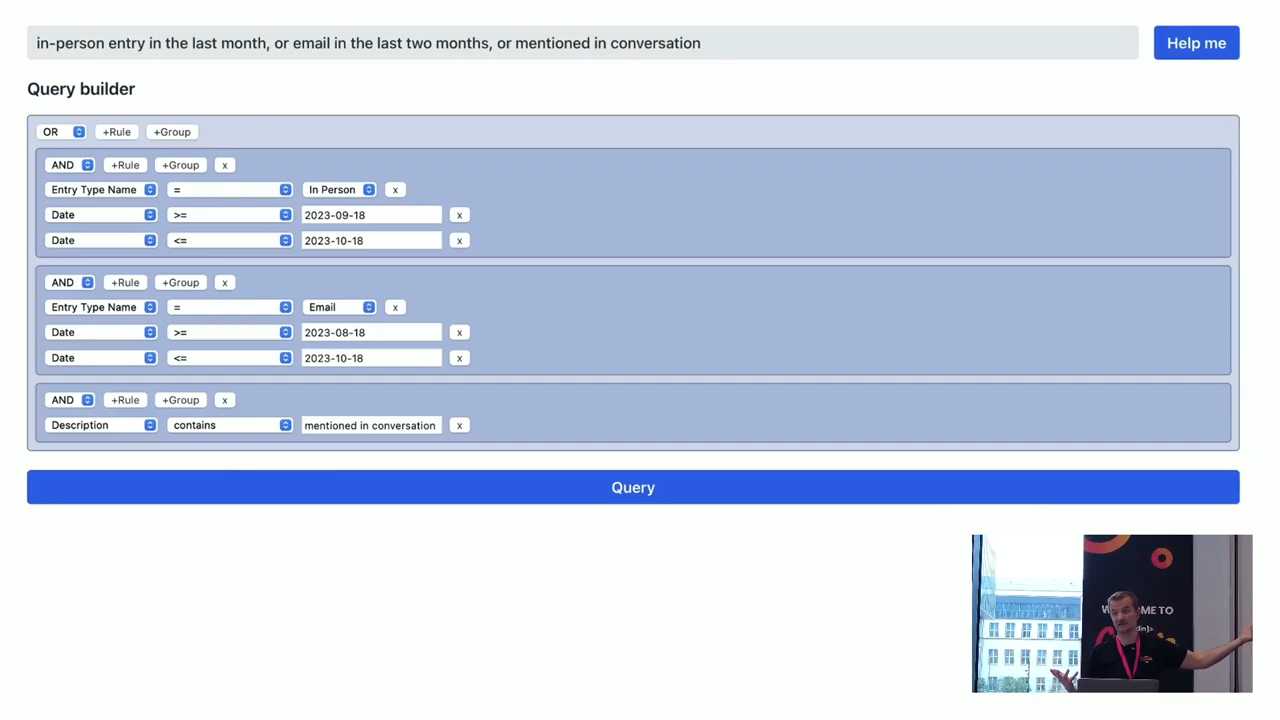 in-person entry in the last month, or email in the last two months, or mentioned in conversation
Help me
Query builder
OR +Rule +Group
AND +Rule +Group x
Entry Type Name = In Person x
Date >= 2023-09-18 x
Date <= 2023-10-18 x
AND +Rule +Group x
Entry Type Name = Email x
Date >= 2023-08-18 x
Date <= 2023-10-18 x
AND +Rule +Group x
Description contains mentioned in conversation x
Query
ME TO